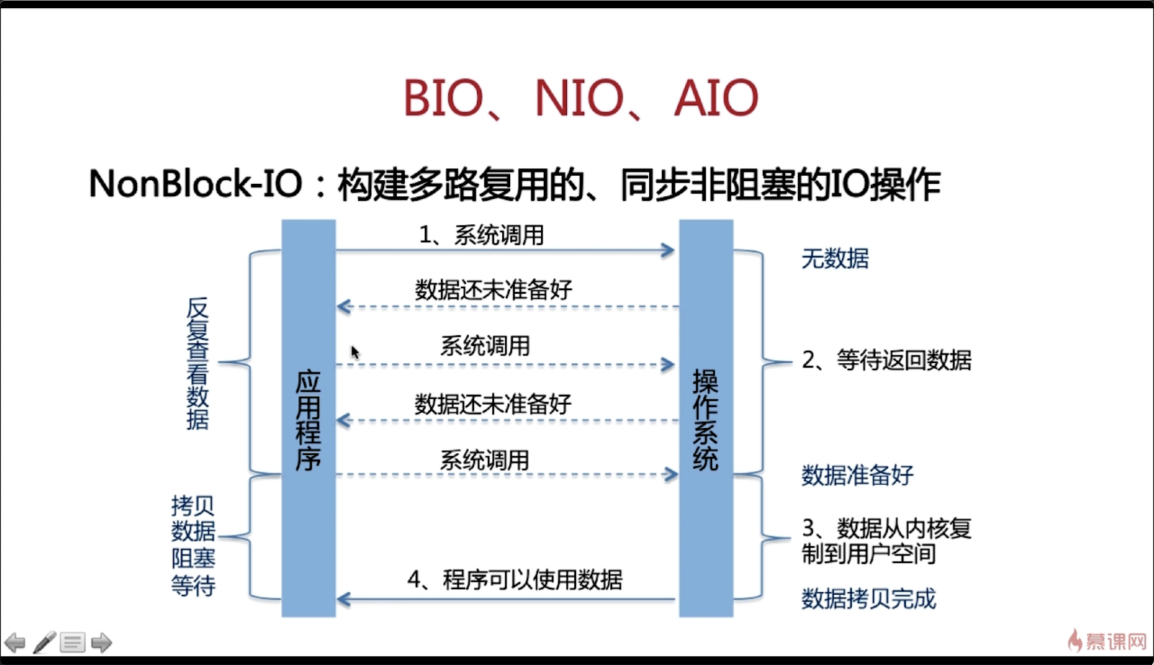 BIO、NIO、AIO
NonBlock-IO：构建多路复用的、同步非阻塞的IO操作
1、系统调用
无数据
数据还未准备好
反复查看数据
系统调用
2、等待返回数据
应用程序
操作系统
数据还未准备好
系统调用
数据准备好
拷贝
数据
阻塞
等待
3、数据从内核复
制到用户空间
4、程序可以使用数据
数据拷贝完成
慕课网